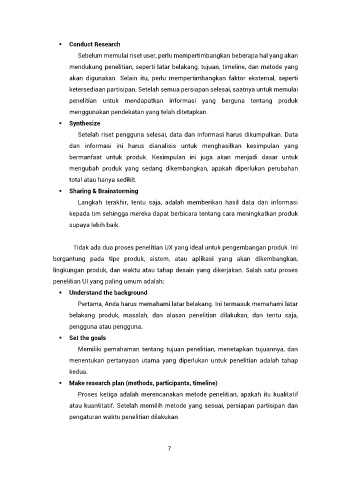 ▪ Conduct Research
Sebelum memulai riset user, perlu mempertimbangkan beberapa hal yang akan
mendukung penelitian, seperti latar belakang, tujuan, timeline, dan metode yang
akan digunakan. Selain itu, perlu mempertimbangkan faktor eksternal, seperti
ketersediaan partisipan. Setelah semua persiapan selesai, saatnya untuk memulai
penelitian untuk mendapatkan informasi yang berguna tentang produk
menggunakan pendekatan yang telah ditetapkan.
▪ Synthesize
Setelah riset pengguna selesai, data dan informasi harus dikumpulkan. Data
dan informasi ini harus dianalisis untuk menghasilkan kesimpulan yang
bermanfaat untuk produk. Kesimpulan ini juga akan menjadi dasar untuk
mengubah produk yang sedang dikembangkan, apakah diperlukan perubahan
total atau hanya sedikit.
▪ Sharing & Brainstorming
Langkah terakhir, tentu saja, adalah memberikan hasil data dan informasi
kepada tim sehingga mereka dapat berbicara tentang cara meningkatkan produk
supaya lebih baik.
Tidak ada dua proses penelitian UX yang ideal untuk pengembangan produk. Ini
bergantung pada tipe produk, sistem, atau aplikasi yang akan dikembangkan,
lingkungan produk, dan waktu atau tahap desain yang dikerjakan. Salah satu proses
penelitian UI yang paling umum adalah:
▪ Understand the background
Pertama, Anda harus memahami latar belakang. Ini termasuk memahami latar
belakang produk, masalah, dan alasan penelitian dilakukan, dan tentu saja,
pengguna atau pengguna.
▪ Set the goals
Memiliki pemahaman tentang tujuan penelitian, menetapkan tujuannya, dan
menentukan pertanyaan utama yang diperlukan untuk penelitian adalah tahap
kedua.
▪ Make research plan (methods, participants, timeline)
Proses ketiga adalah merencanakan metode penelitian, apakah itu kualitatif
atau kuantitatif. Setelah memilih metode yang sesuai, persiapan partisipan dan
pengaturan waktu penelitian dilakukan.
7